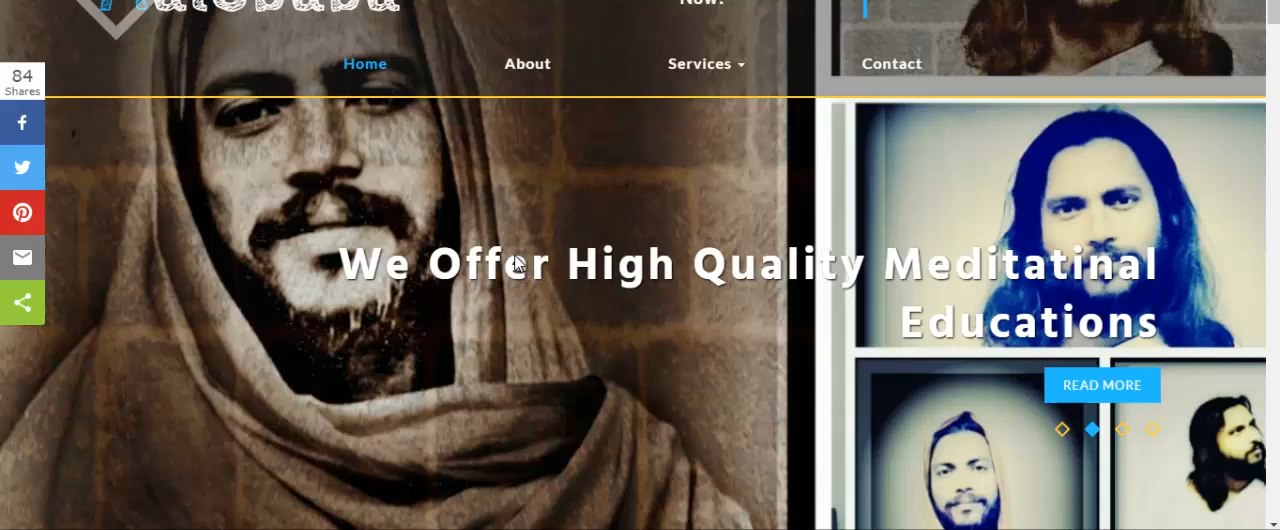 Now!
Home
About
Services
Contact
84
Shares
We Offer High Quality Meditatinal
Educations
READ MORE